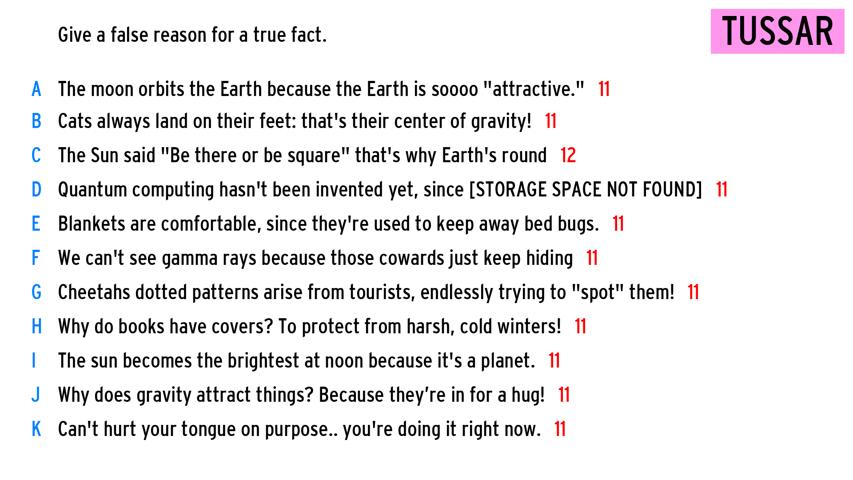 Give a false reason for a true fact.
TUSSAR
A The moon orbits the Earth because the Earth is soooo "attractive." 11
B Cats always land on their feet: that's their center of gravity! 11
C The Sun said "Be there or be square" that's why Earth's round 12
D Quantum computing hasn't been invented yet, since [STORAGE SPACE NOT FOUND] 11
E Blankets are comfortable, since they're used to keep away bed bugs. 11
F We can't see gamma rays because those cowards just keep hiding 11
G Cheetahs dotted patterns arise from tourists, endlessly trying to "spot" them! 11
H Why do books have covers? To protect from harsh, cold winters! 11
I The sun becomes the brightest at noon because it's a planet. 11
J Why does gravity attract things? Because they’re in for a hug! 11
K Can't hurt your tongue on purpose.. you're doing it right now. 11